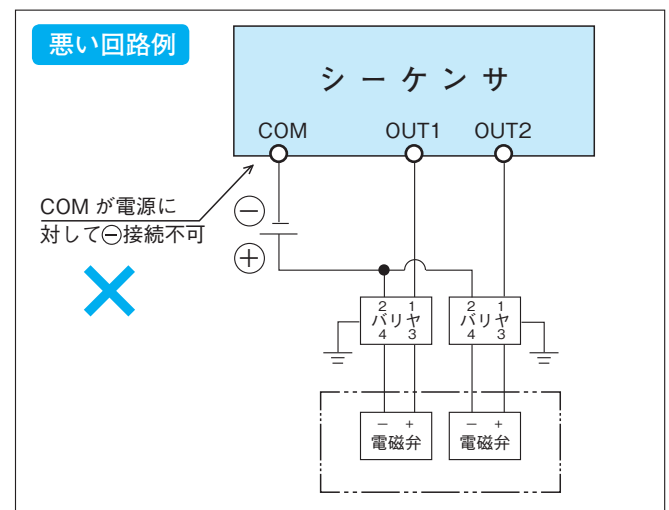 悪い回路例
シーケンサ
COM OUT1 OUT2
COM が電源に
対して⊖接続不可
⊖
⊕
2 1 2 1
バリヤ バリヤ
4 3 4 3
− + − +
電磁弁 電磁弁